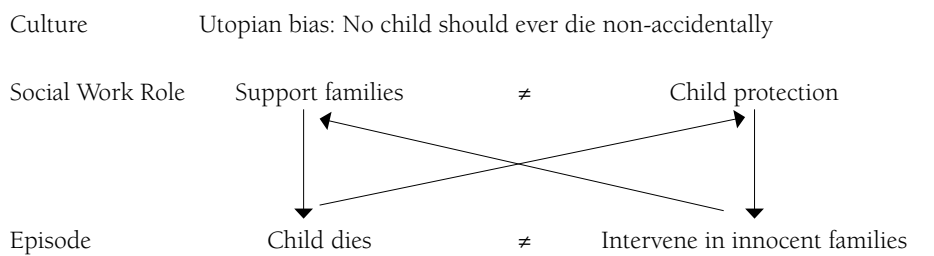 Culture Utopian bias: No child should ever die non-accidentally
Social Work Role Support families ≠ Child protection
Episode Child dies ≠ Intervene in innocent families